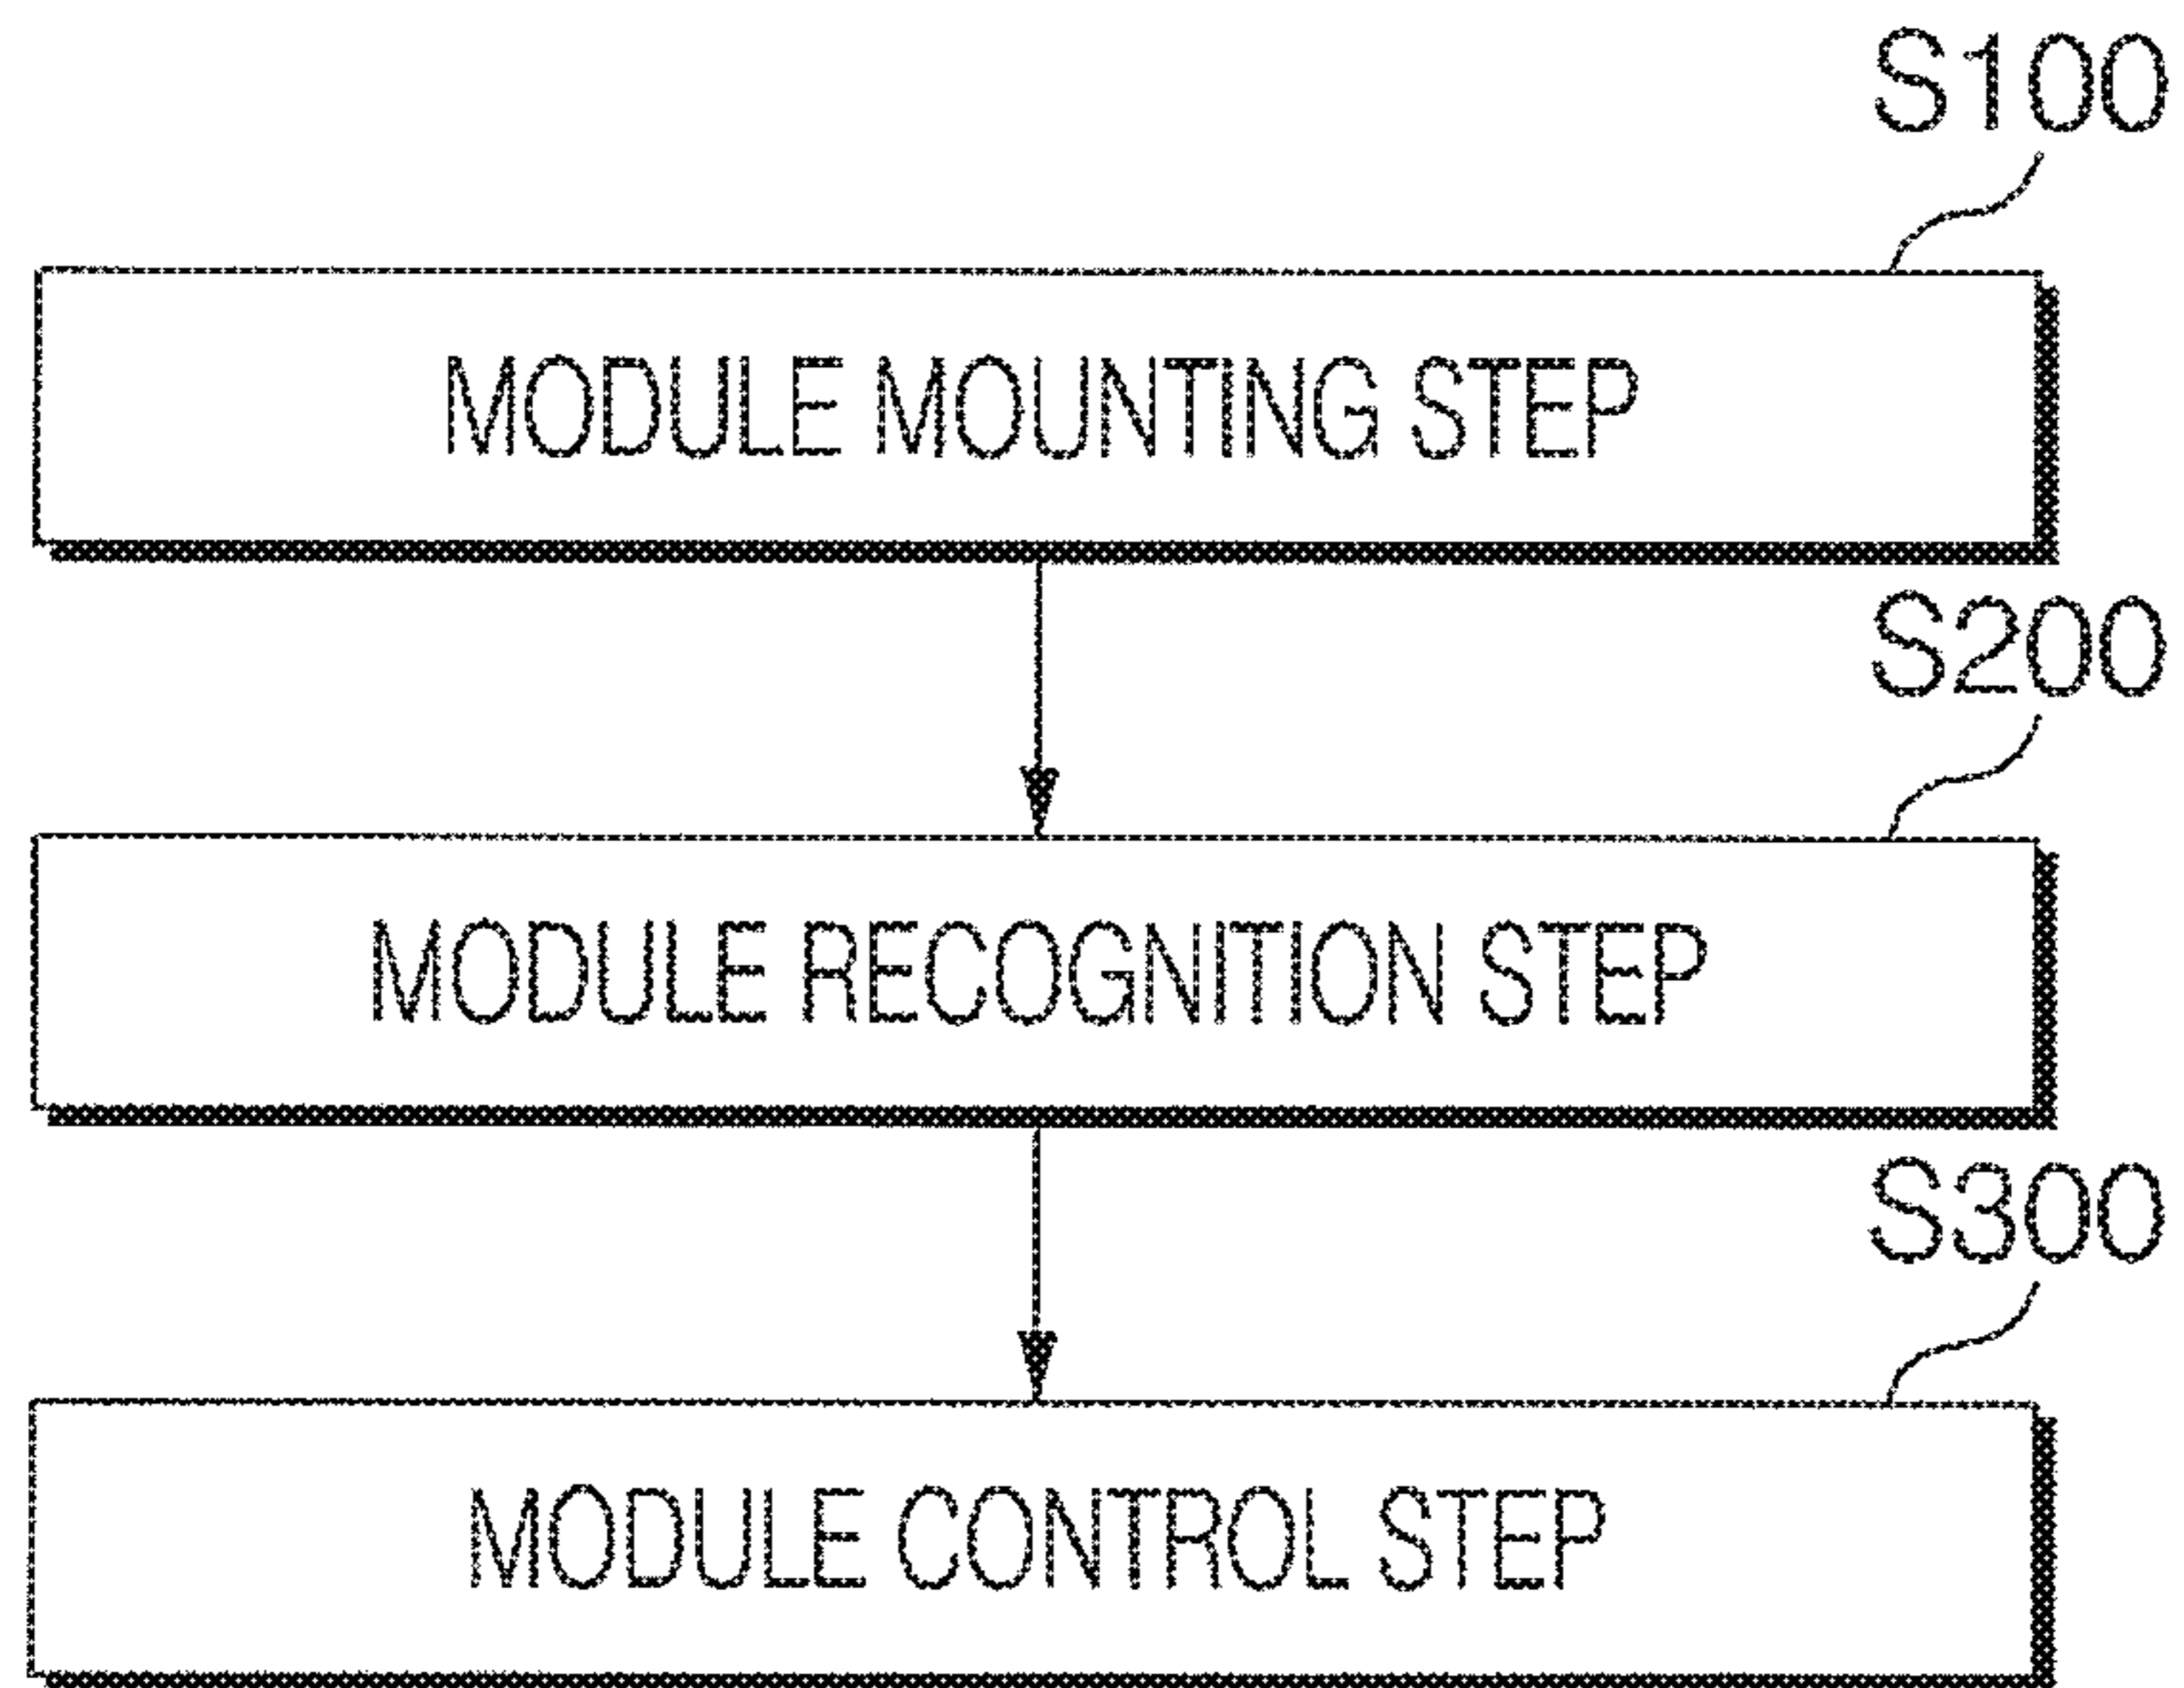 S100
MODULE MOUNTING STEP
S200
MODULE RECOGNITION STEP
S300
MODULE CONTROL STEP